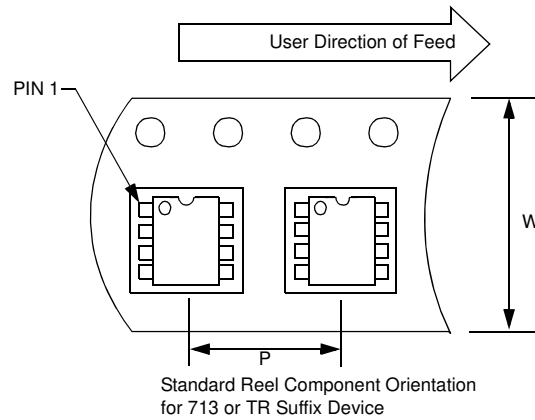 User Direction of Feed
PIN 1
W
P
Standard Reel Component Orientation
for 713 or TR Suffix Device